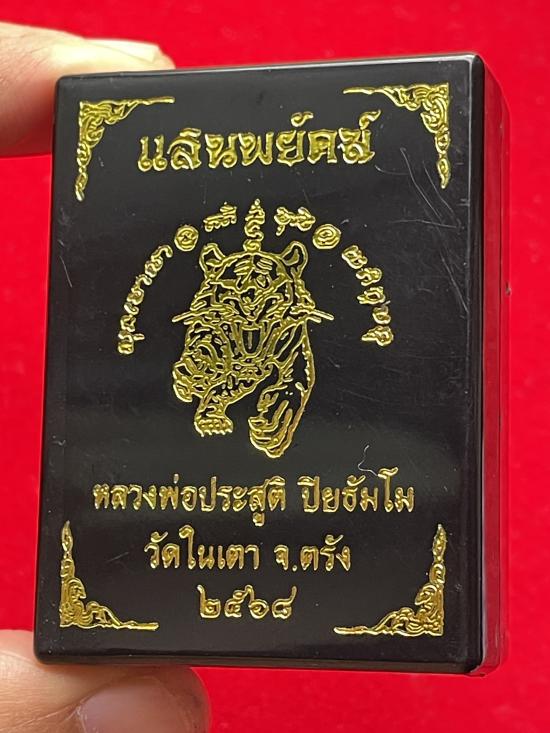 แสนพยัคฆ์
หลวงพ่อประสูติ ปิยธัมโม
วัดในเตา จ.ตรัง
๒๕๖๘